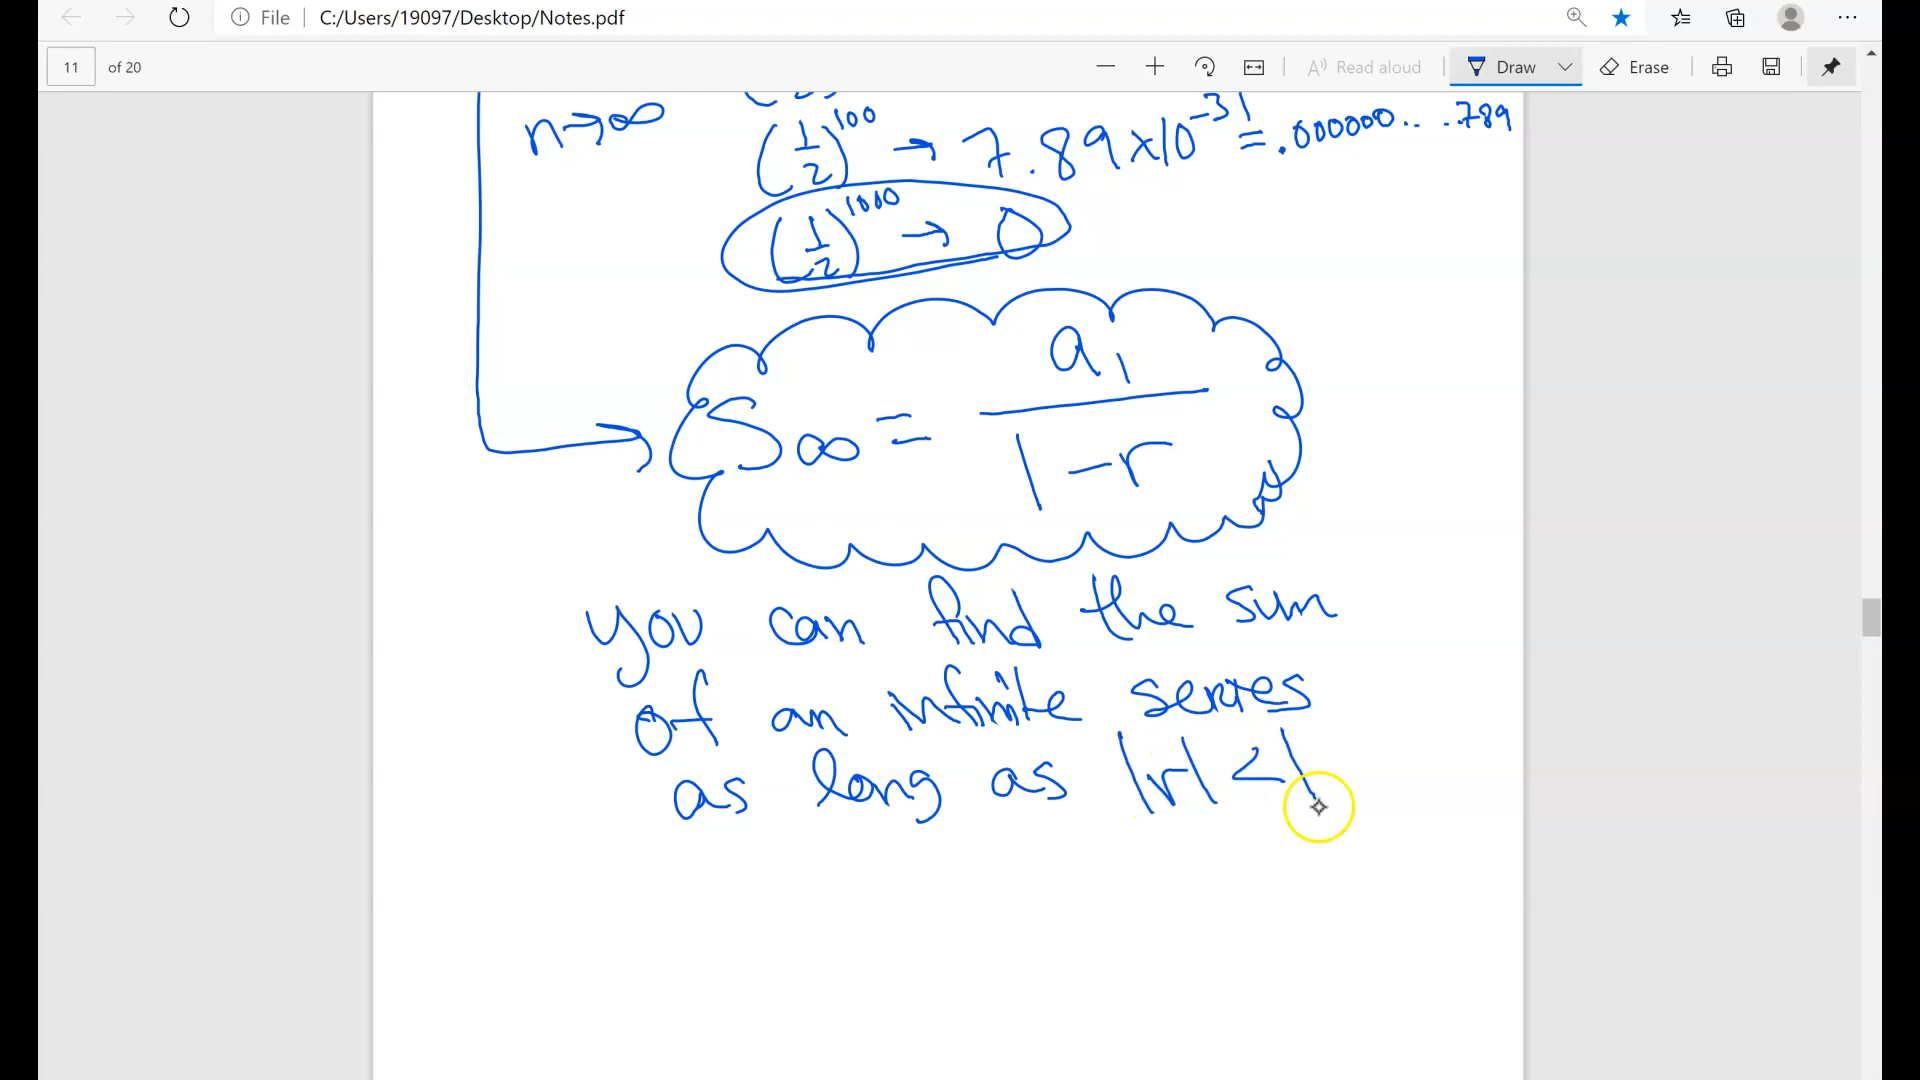 File C:/Users/19097/Desktop/Notes.pdf
11 of 20 Read aloud Draw Erase
n→∞
(1/2)^100 → 7.89 x10^-31 = .000000.. ..789
(1/2)^1000 → 0
S∞ = a1 / 1-r
you can find the sum
of an infinite series
as long as |r| <1